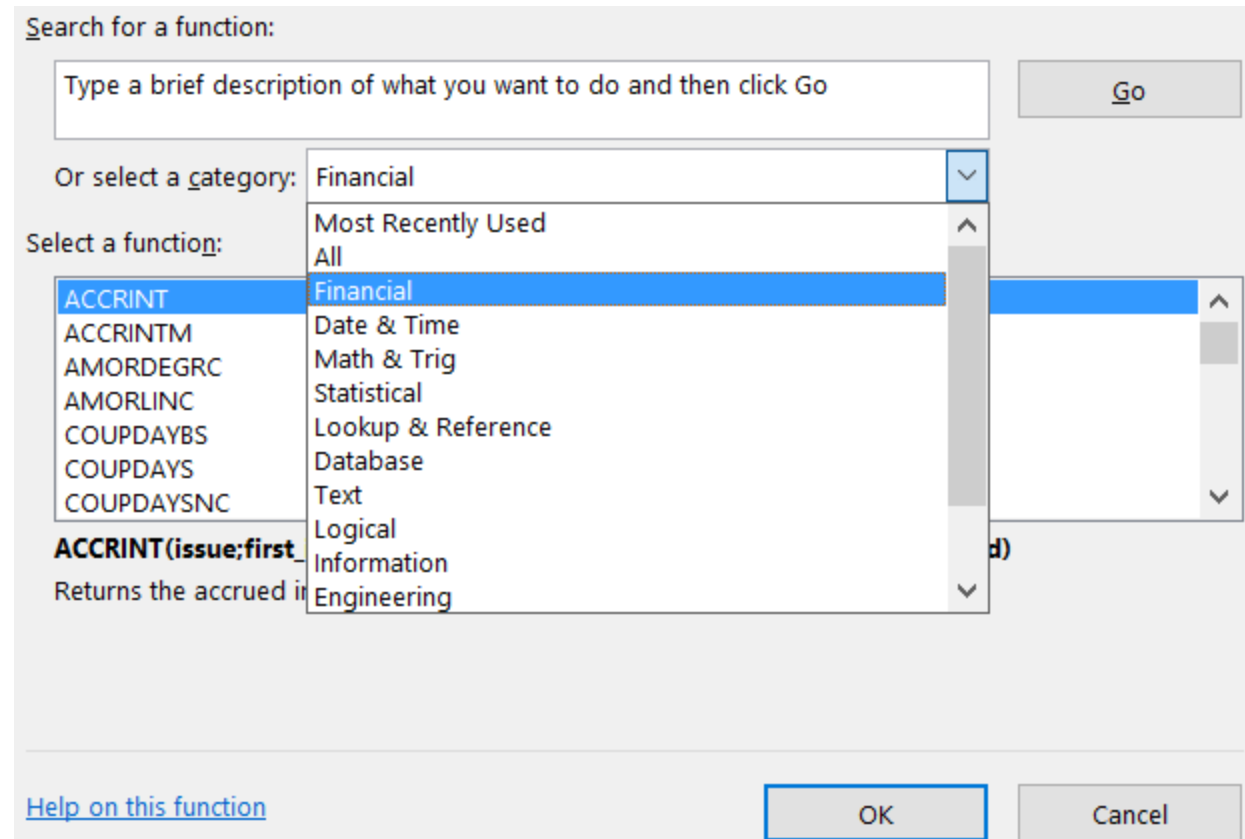 Search for a function:
Type a brief description of what you want to do and then click Go
Go
Or select a category: Financial
Most Recently Used
All
Financial
Date & Time
Math & Trig
Statistical
Lookup & Reference
Database
Text
Logical
Information
Engineering
Select a function:
ACCRINT
ACCRINTM
AMORDEGRC
AMORLINC
COUPDAYBS
COUPDAYS
COUPDAYSNC
ACCRINT(issue;first_ d)
Returns the accrued
Help on this function
OK
Cancel